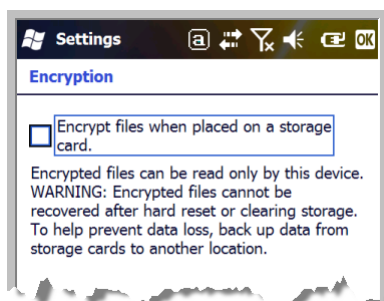 Settings
a
OK
Encryption
Encrypt files when placed on a storage
card.
Encrypted files can be read only by this device.
WARNING: Encrypted files cannot be
recovered after hard reset or clearing storage.
To help prevent data loss, back up data from
storage cards to another location.